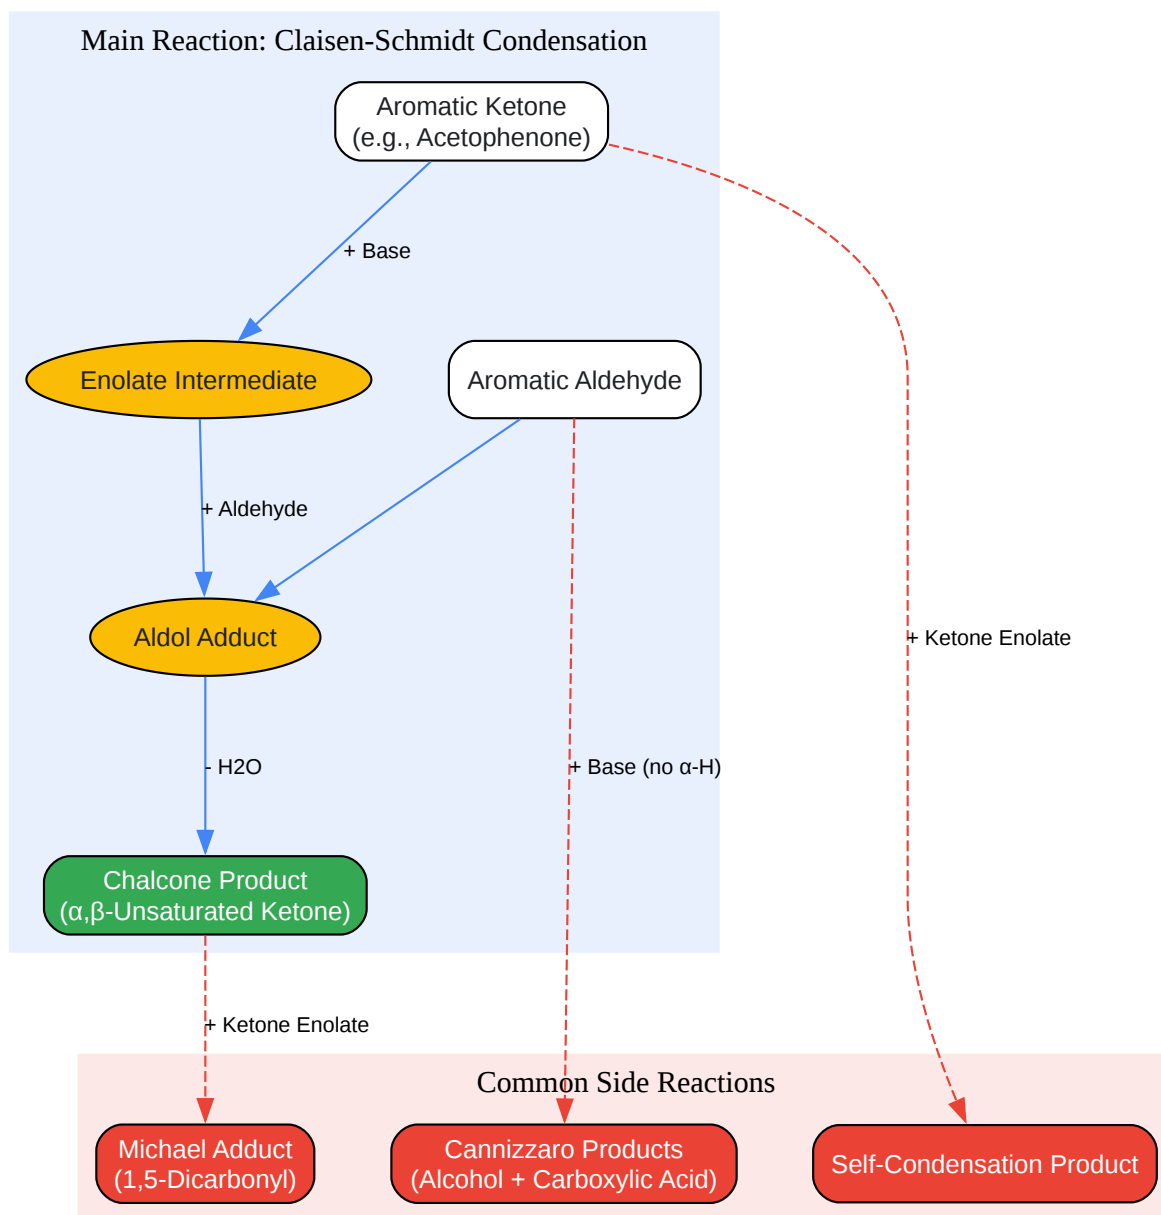 Main Reaction: Claisen-Schmidt Condensation
Aromatic Ketone
(e.g., Acetophenone)
+ Base
Enolate Intermediate
Aromatic Aldehyde
+ Aldehyde
Aldol Adduct
+ Ketone Enolate
- H2O
+ Base (no α-H)
Chalcone Product
(α,β-Unsaturated Ketone)
+ Ketone Enolate
Common Side Reactions
Michael Adduct
(1,5-Dicarbonyl)
Cannizzaro Products
(Alcohol + Carboxylic Acid)
Self-Condensation Product